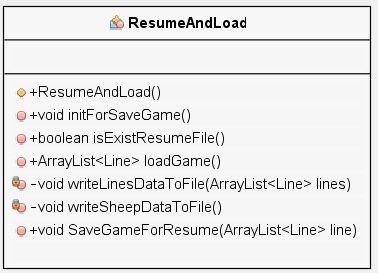 ResumeAndLoad
+ResumeAndLoad()
+void initForSaveGame()
+boolean isExistResumeFile()
+ArrayList<Line> loadGame()
-void writeLinesDataToFile(ArrayList<Line> lines)
-void writeSheepDataToFile()
+void SaveGameForResume(ArrayList<Line> line)